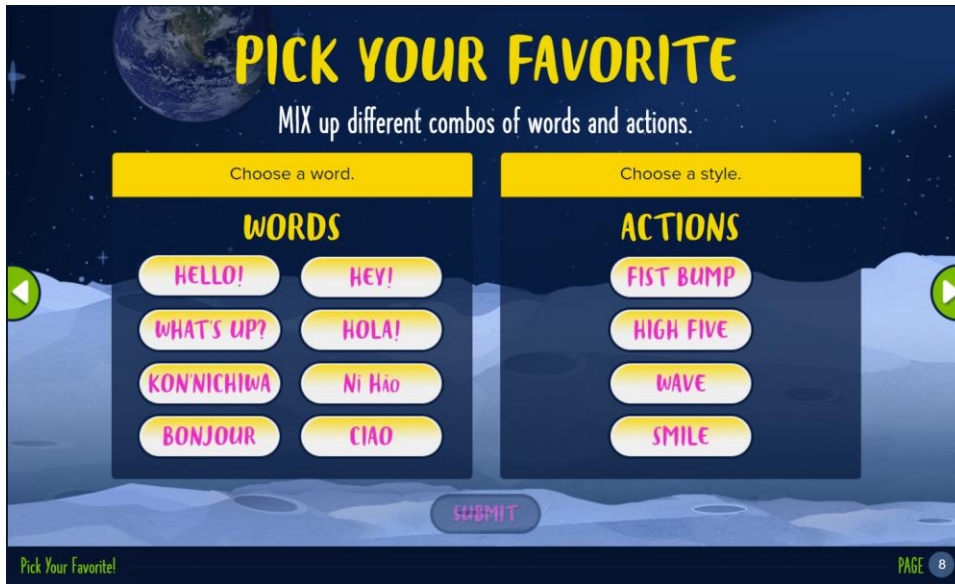 PICK YOUR FAVORITE
MIX up different combos of words and actions.
Choose a word.
WORDS
HELLO!
HEY!
WHAT'S UP?
HOLA!
KON'NICHIWA
Nǐ Hǎo
BONJOUR
CIAO
Choose a style.
ACTIONS
FIST BUMP
HIGH FIVE
WAVE
SMILE
SUBMIT
Pick Your Favorite!
PAGE 8